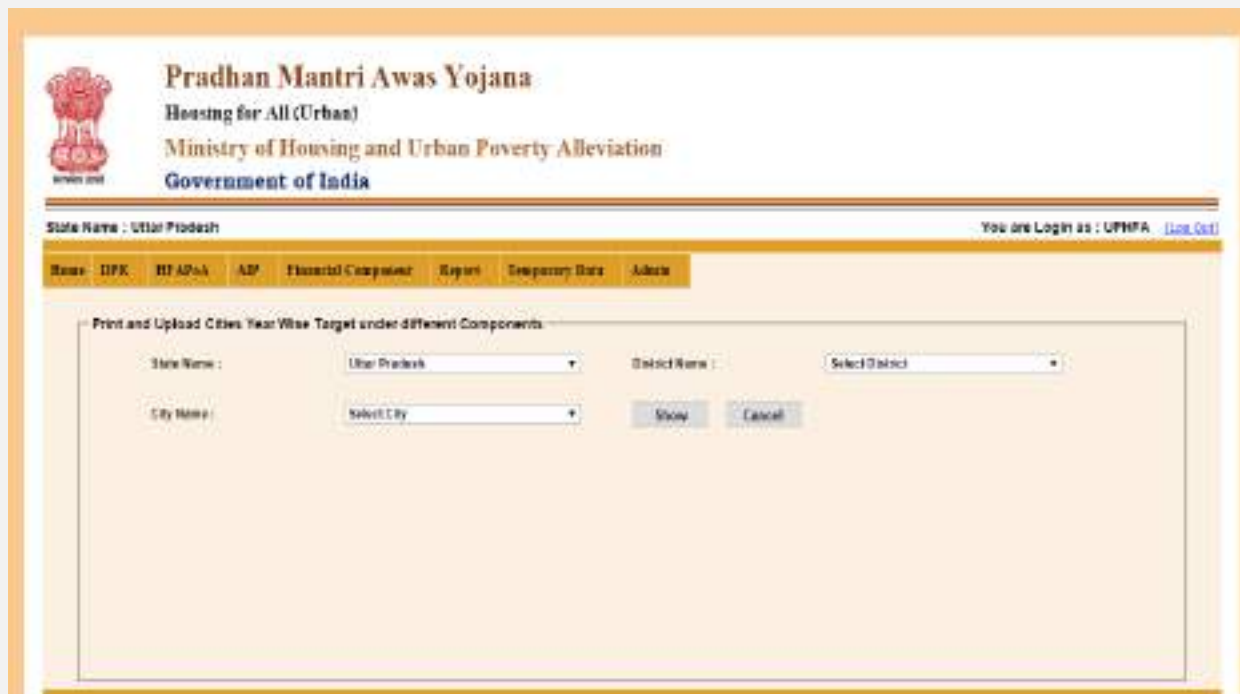 Pradhan Mantri Awas Yojana
Housing for All (Urban)
Ministry of Housing and Urban Poverty Alleviation
Government of India
State Name : Uttar Pradesh You are Login as : UPHFA [Log Out]
Home DPR HFAPoA AIP Financial Component Report Temporary Data Admin
Print and Upload Cities Year Wise Target under different Components
State Name : Uttar Pradesh District Name : Select District
City Name : Select City Show Cancel